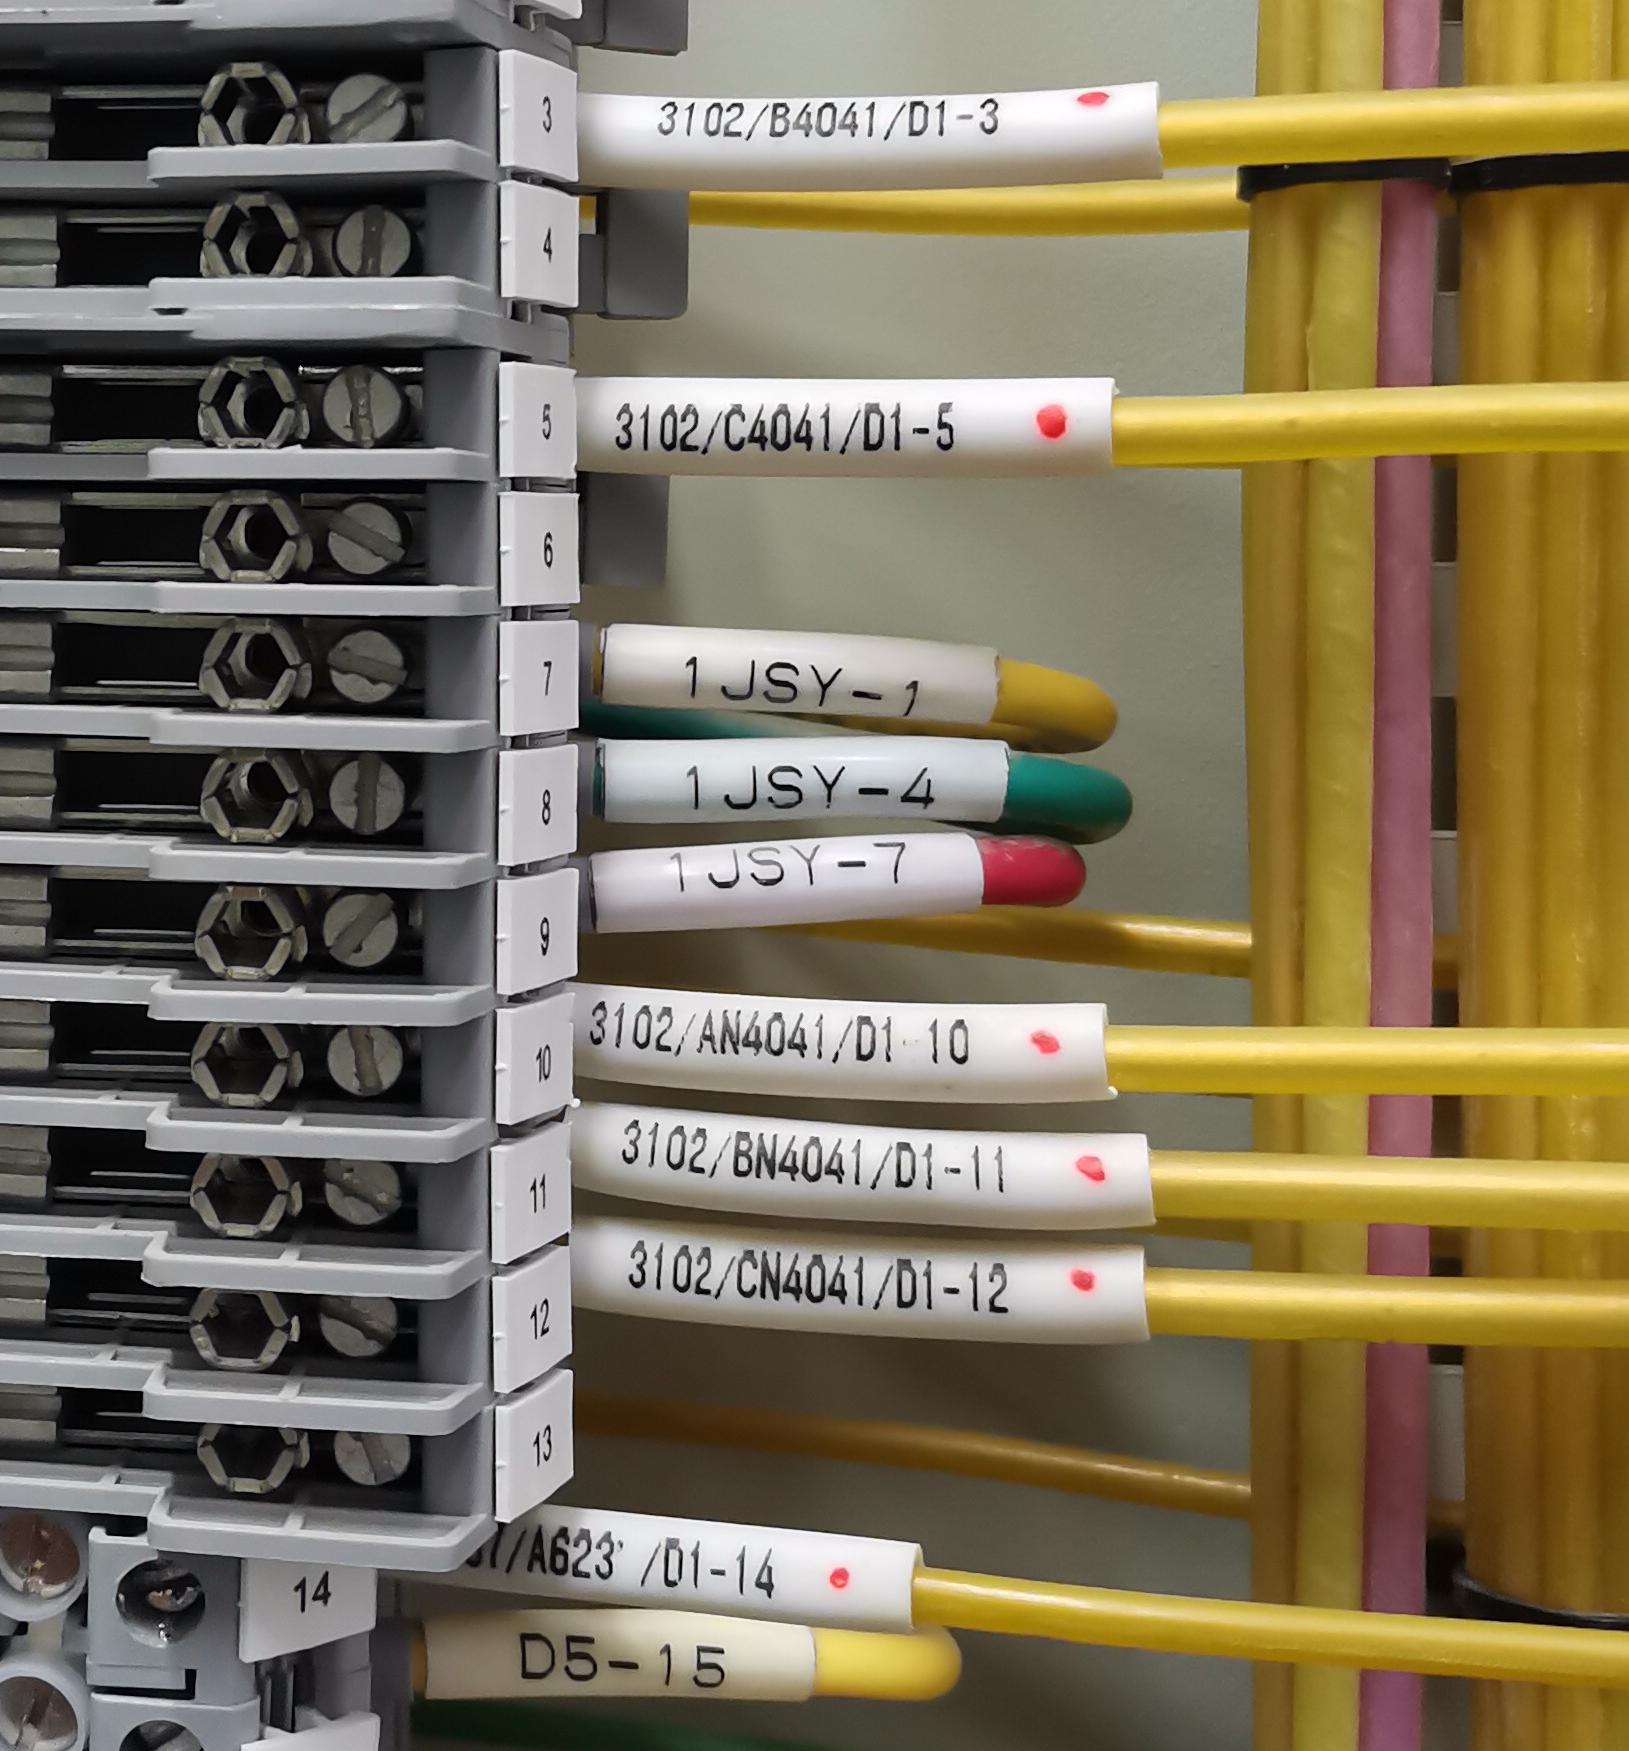 3
3102/B4041/D1-3
4
5
3102/C4041/D1-5
6
7
1JSY-1
8
1JSY-4
9
1JSY-7
10
3102/AN4041/D1-10
11
3102/BN4041/D1-11
12
3102/CN4041/D1-12
13
14
/D1-14
D5-15